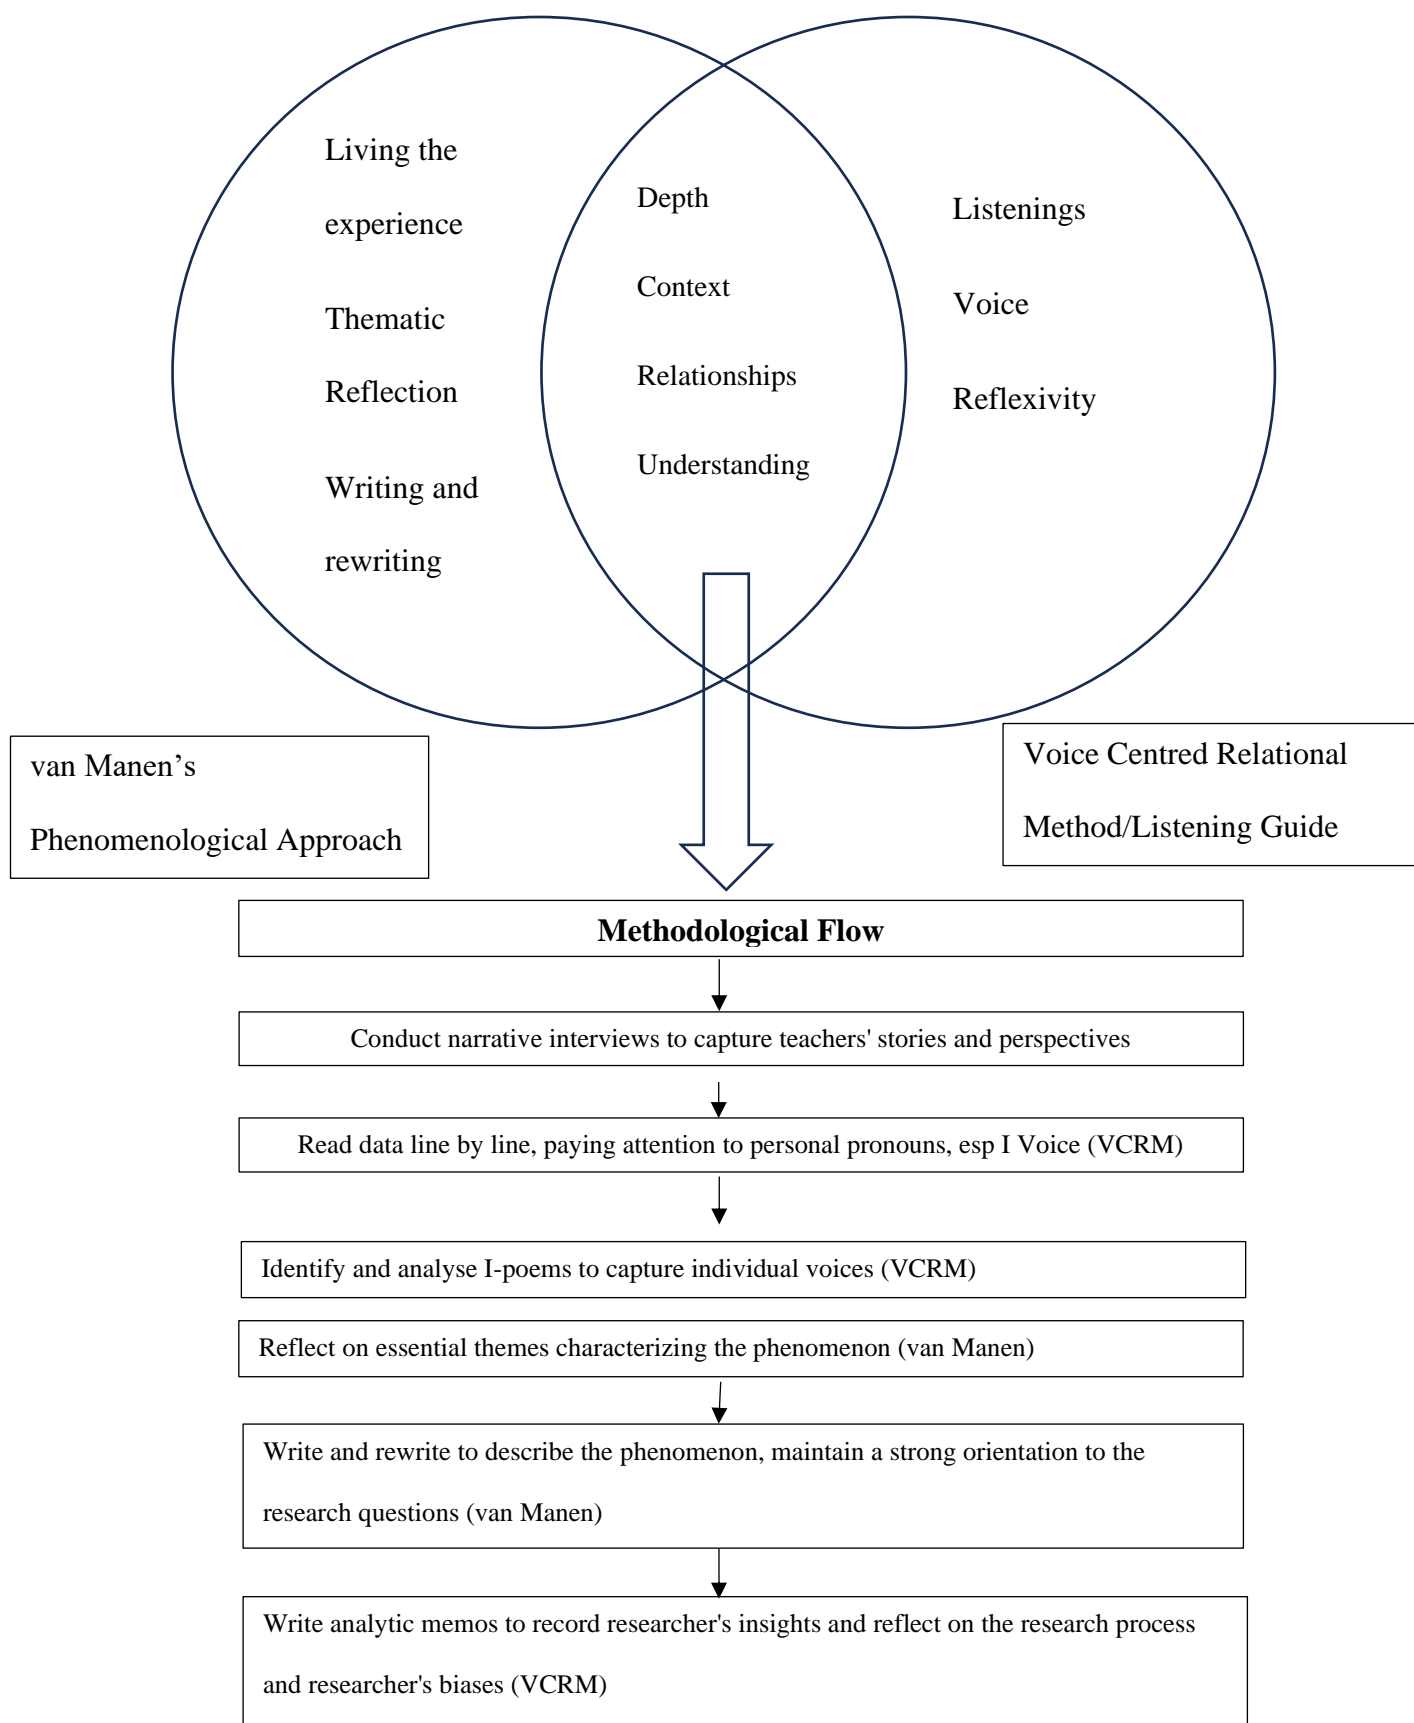 Living the
experience
Thematic
Reflection
Writing and
rewriting
Depth
Context
Relationships
Understanding
Listenings
Voice
Reflexivity
van Manen’s
Phenomenological Approach
Voice Centred Relational
Method/Listening Guide
Methodological Flow
Conduct narrative interviews to capture teachers' stories and perspectives
Read data line by line, paying attention to personal pronouns, esp I Voice (VCRM)
Identify and analyse I-poems to capture individual voices (VCRM)
Reflect on essential themes characterizing the phenomenon (van Manen)
Write and rewrite to describe the phenomenon, maintain a strong orientation to the
research questions (van Manen)
Write analytic memos to record researcher's insights and reflect on the research process
and researcher's biases (VCRM)